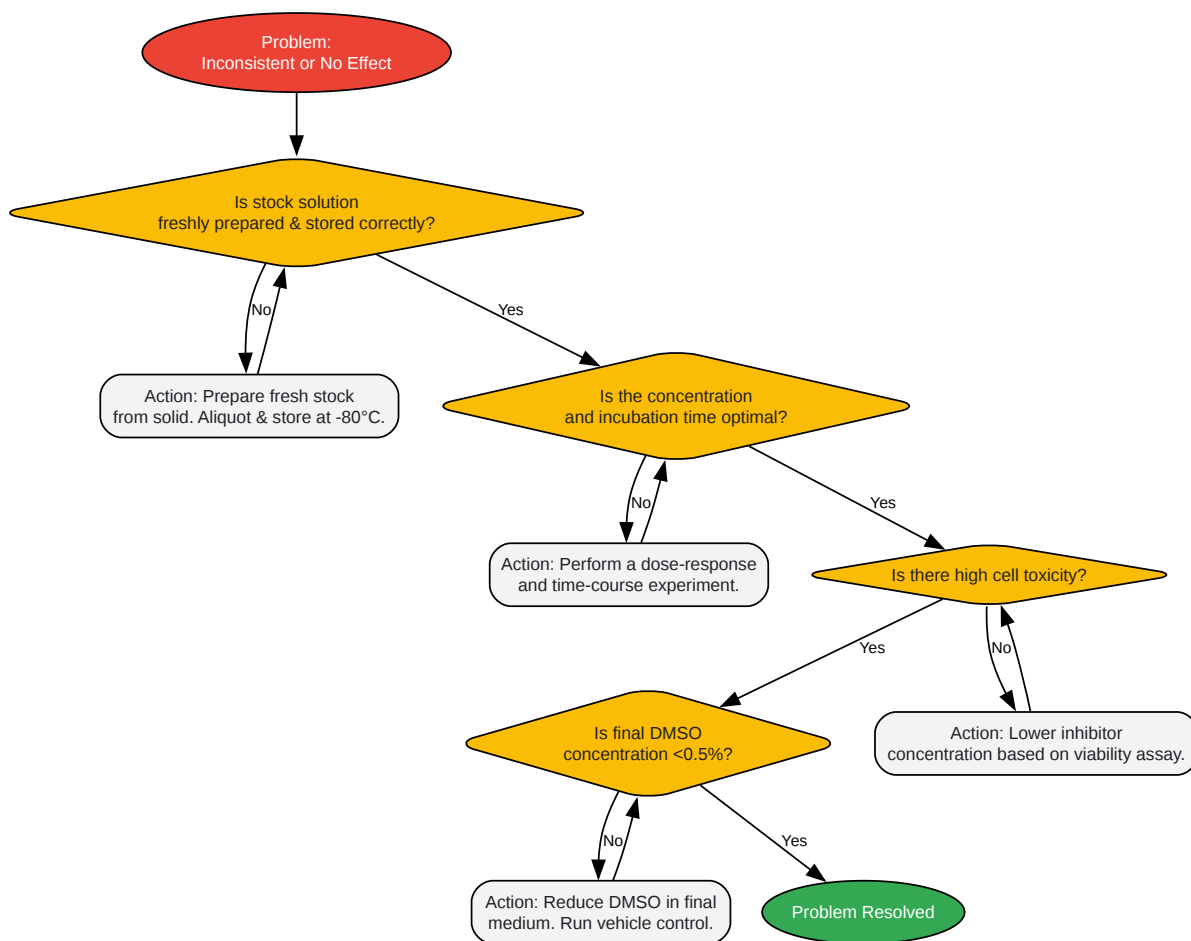 Problem:
Inconsistent or No Effect
Is stock solution
freshly prepared & stored correctly?
No
Yes
Action: Prepare fresh stock
from solid. Aliquot & store at -80°C.
Is the concentration
and incubation time optimal?
No
Yes
Action: Perform a dose-response
and time-course experiment.
Is there high cell toxicity?
Yes
No
Is final DMSO
concentration <0.5%?
Action: Lower inhibitor
concentration based on viability assay.
No
Yes
Action: Reduce DMSO in final
medium. Run vehicle control.
Problem Resolved